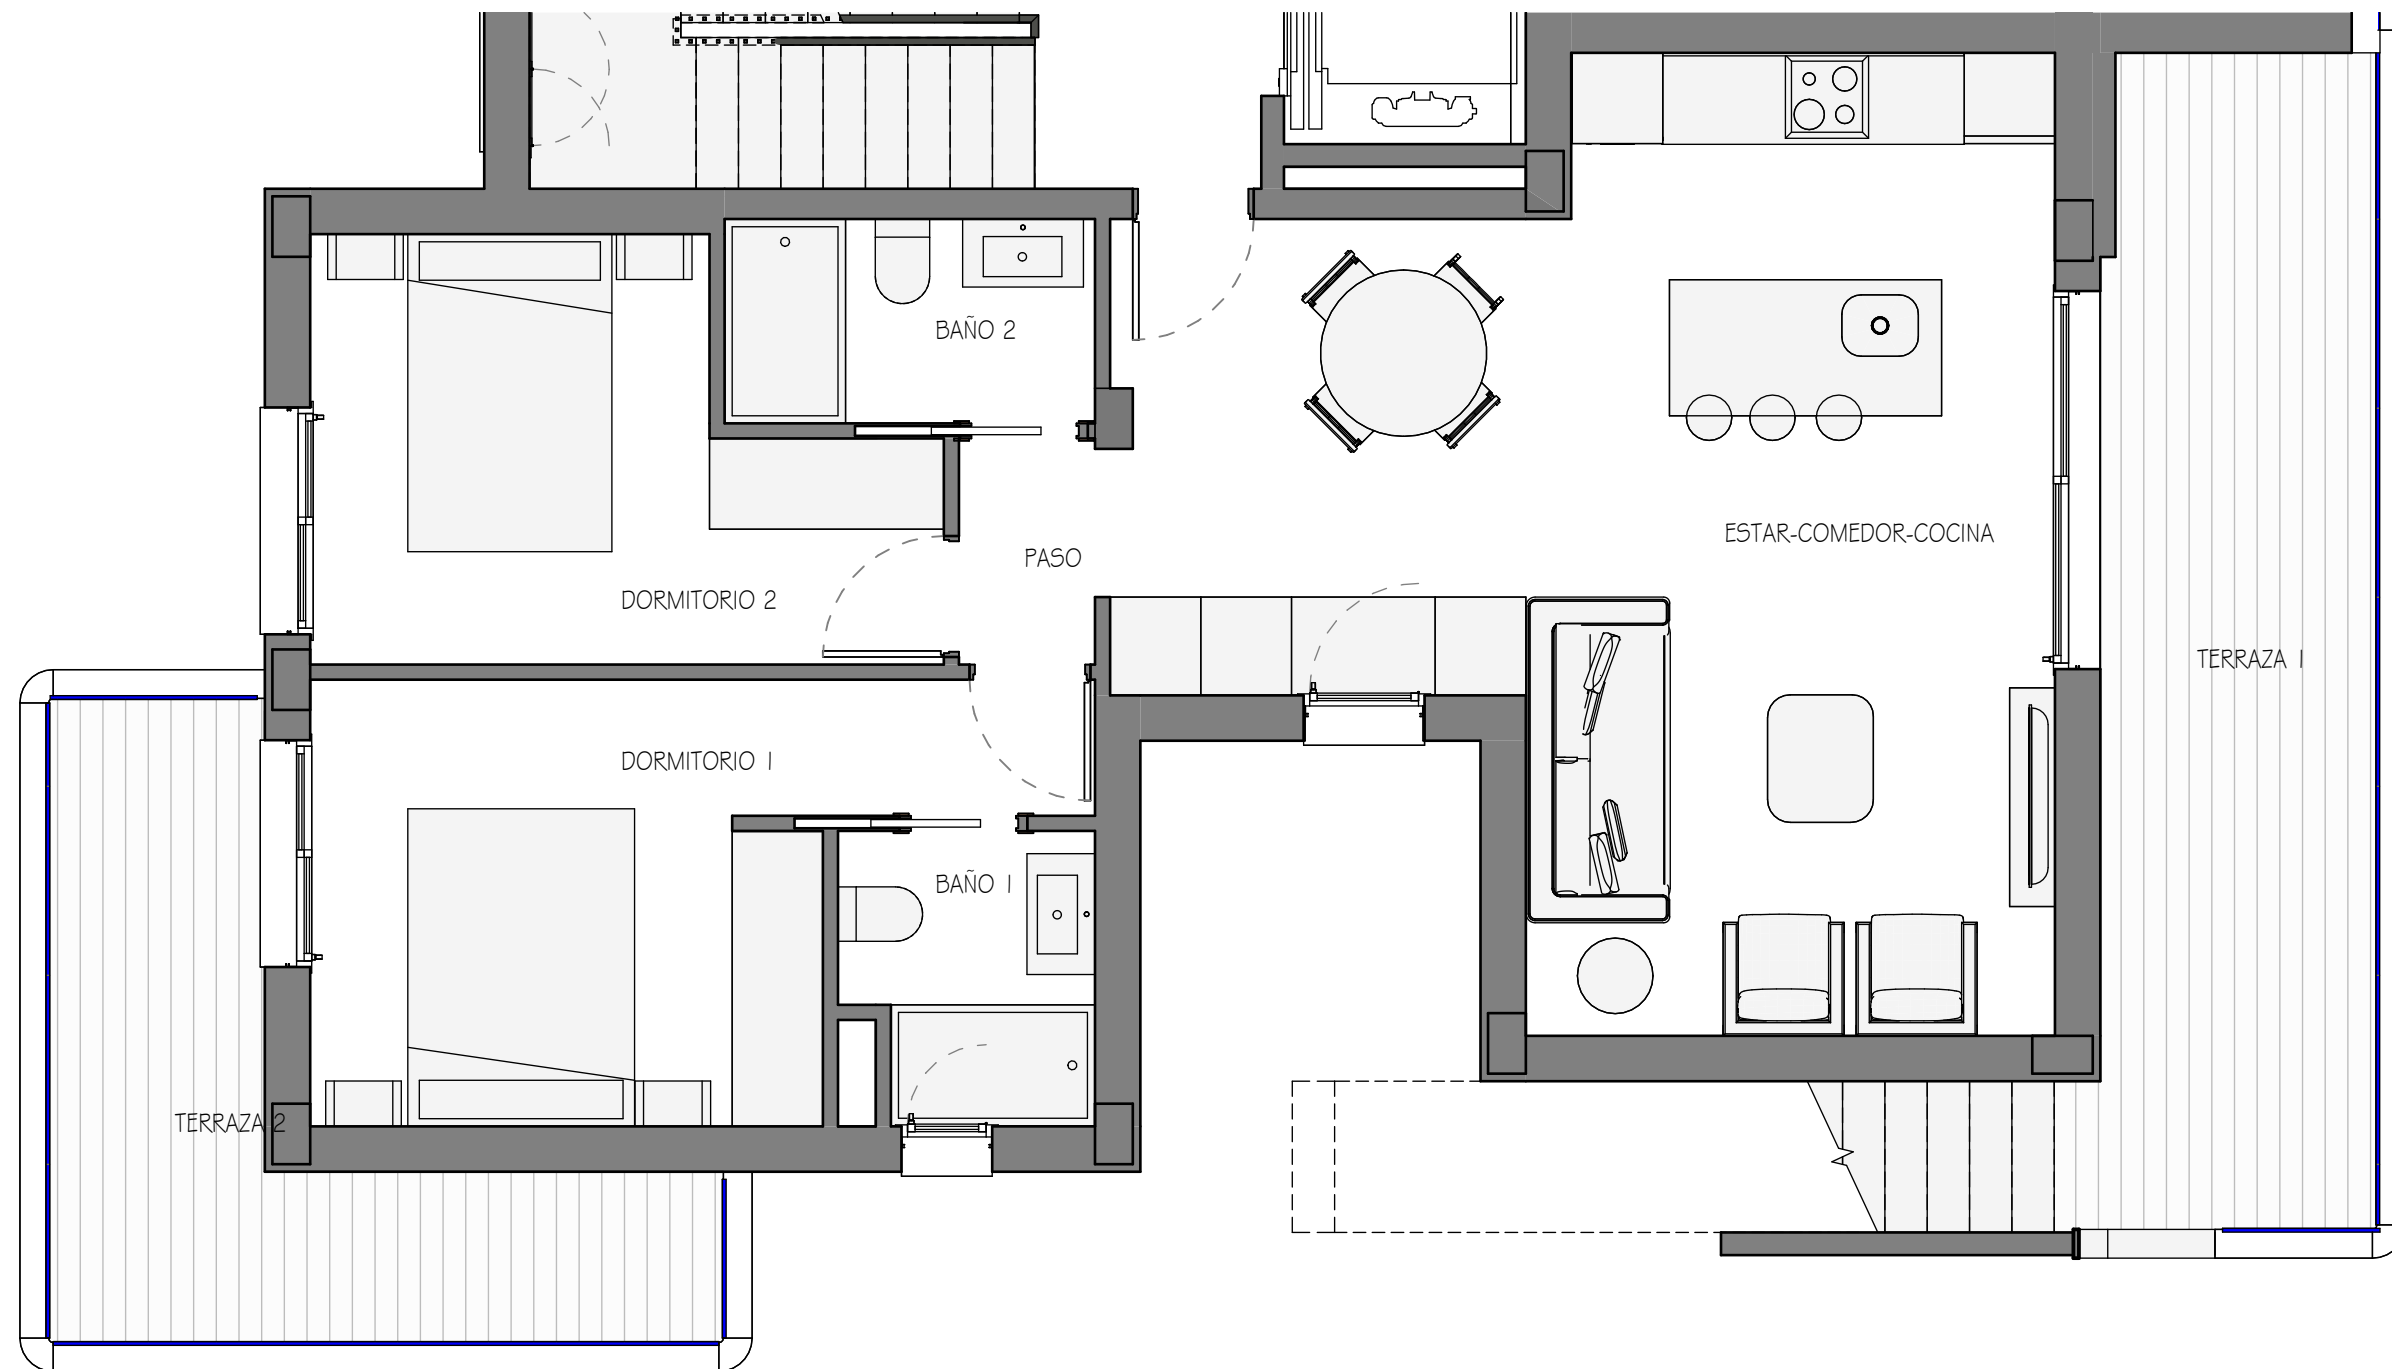 BAÑO 2
ESTAR-COMEDOR-COCINA
PASO
DORMITORIO 2
TERRAZA 1
DORMITORIO 1
BAÑO 1
TERRAZA 2